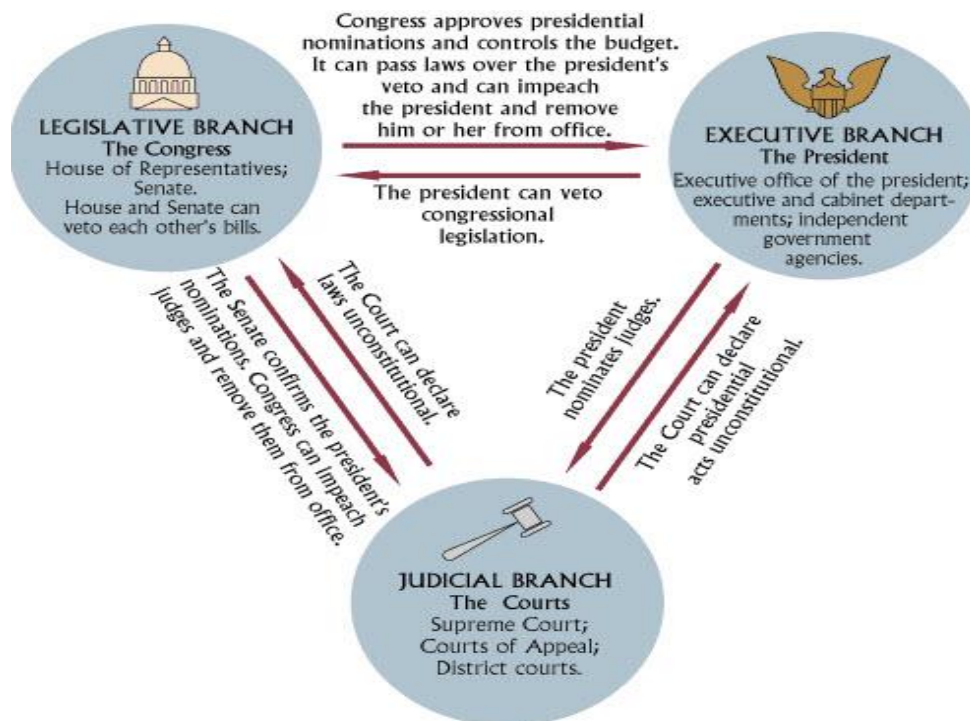 Congress approves presidential
nominations and controls the budget.
It can pass laws over the president's
veto and can impeach
the president and remove
him or her from office.
LEGISLATIVE BRANCH
The Congress
House of Representatives;
Senate.
House and Senate can
veto each other's bills.
EXECUTIVE BRANCH
The President
Executive office of the president;
executive and cabinet depart-
ments; independent
government
agencies.
The president can veto
congressional
legislation.
The Senate confirms the president's
nominations. Congress can impeach
judges and remove them from office.
The Court can declare
laws unconstitutional.
The president
nominates judges.
The Court can declare
presidential
acts unconstitutional.
JUDICIAL BRANCH
The Courts
Supreme Court;
Courts of Appeal;
District courts.